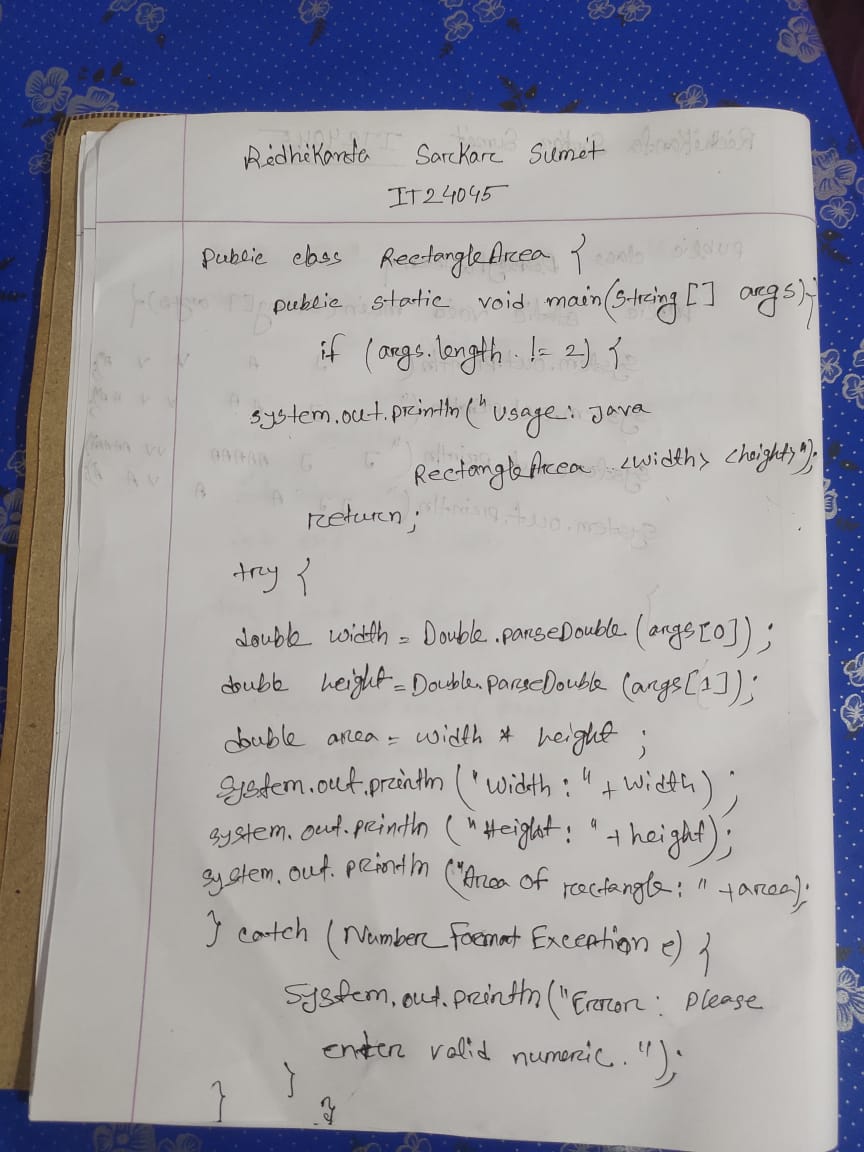 Ridhikanta Sarkar Sumit
IT24045
public class RectangleArea {
public static void main(String[] args){
if (args.length != 2) {
system.out.println("Usage: Java
RectangleArea <width> <height>");
return;
try {
double width = Double.parseDouble(args[0]);
double height = Double.parseDouble(args[1]);
double area = width * height;
System.out.println("Width: " + width);
system.out.println("Height: " + height);
system.out.println("Area of rectangle: " + area);
} catch (Number Format Exception e) {
System.out.println("Error: Please
enter valid numeric.");
}
}
}